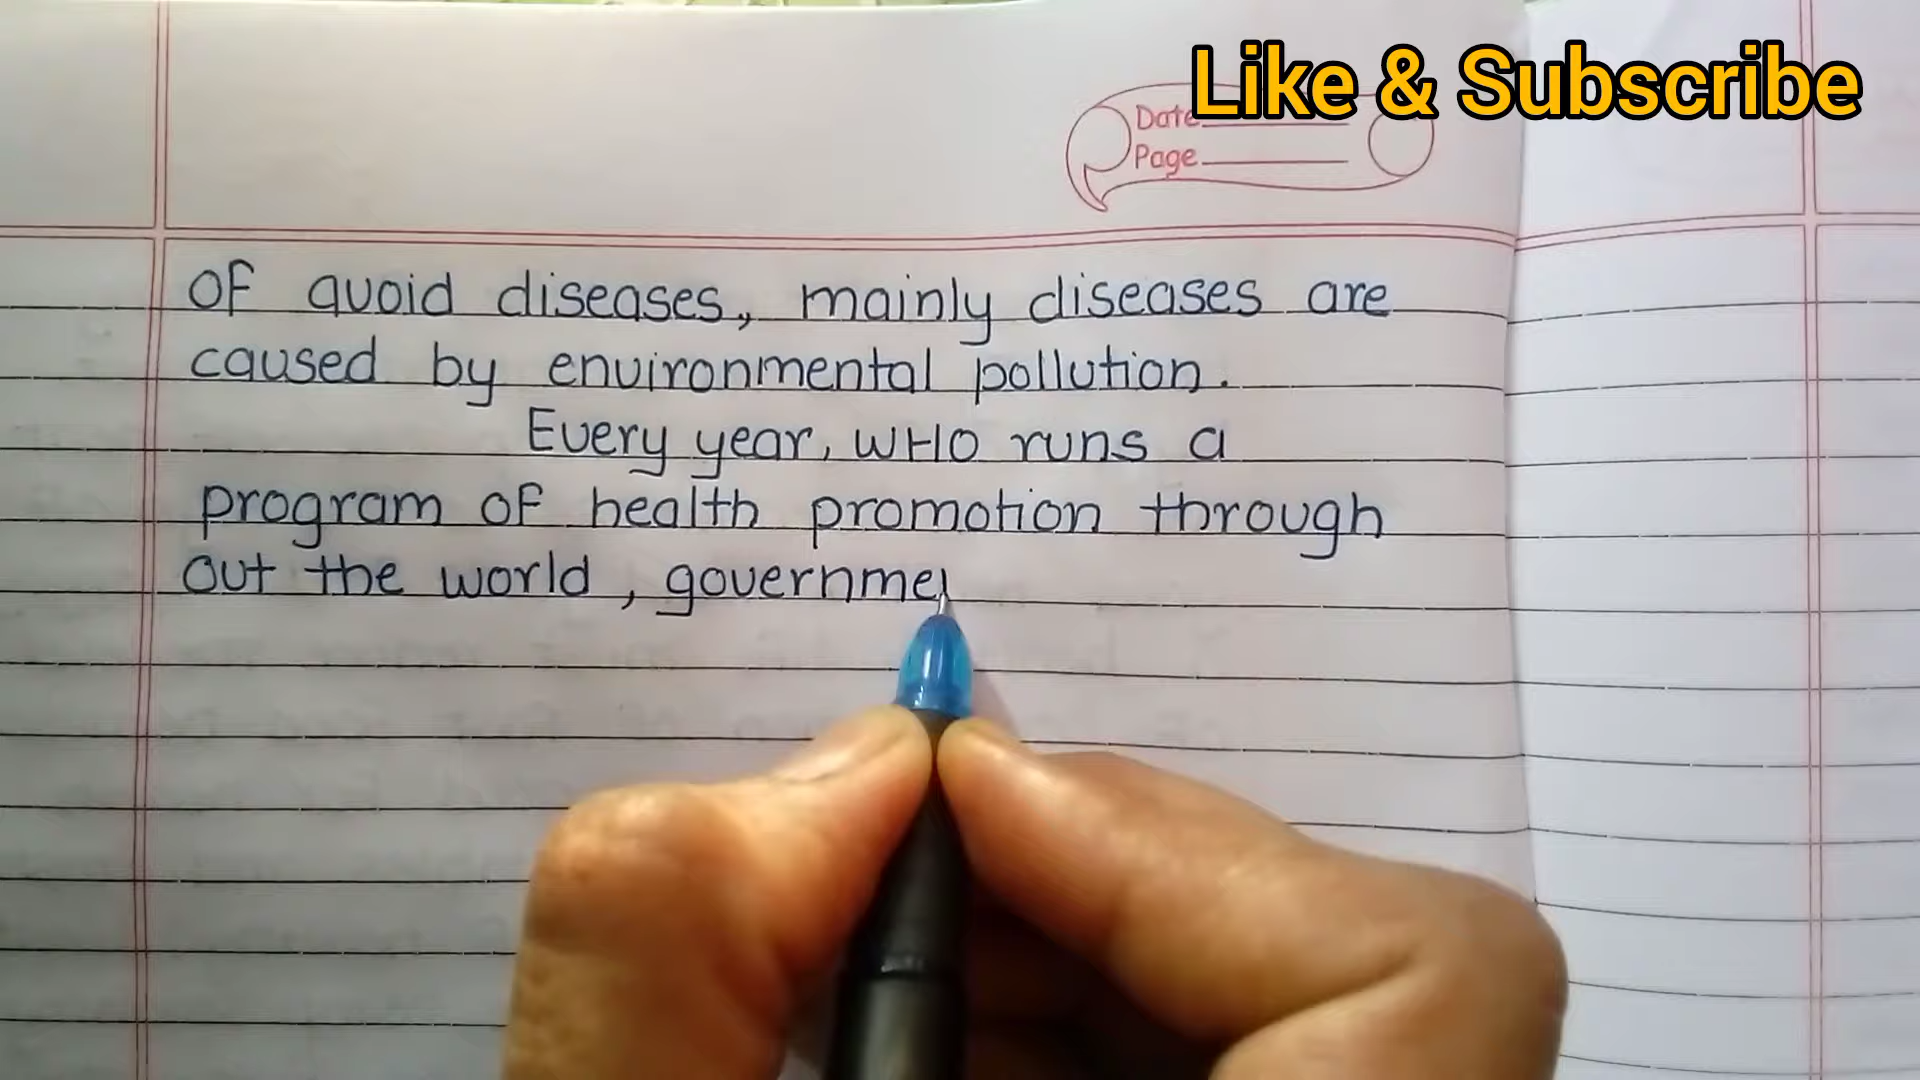 Like & Subscribe
Date
Page
of quoid diseases, mainly diseases are
caused by environmental pollution.
Every year, WHO runs a
program of health promotion through
out the world, governme